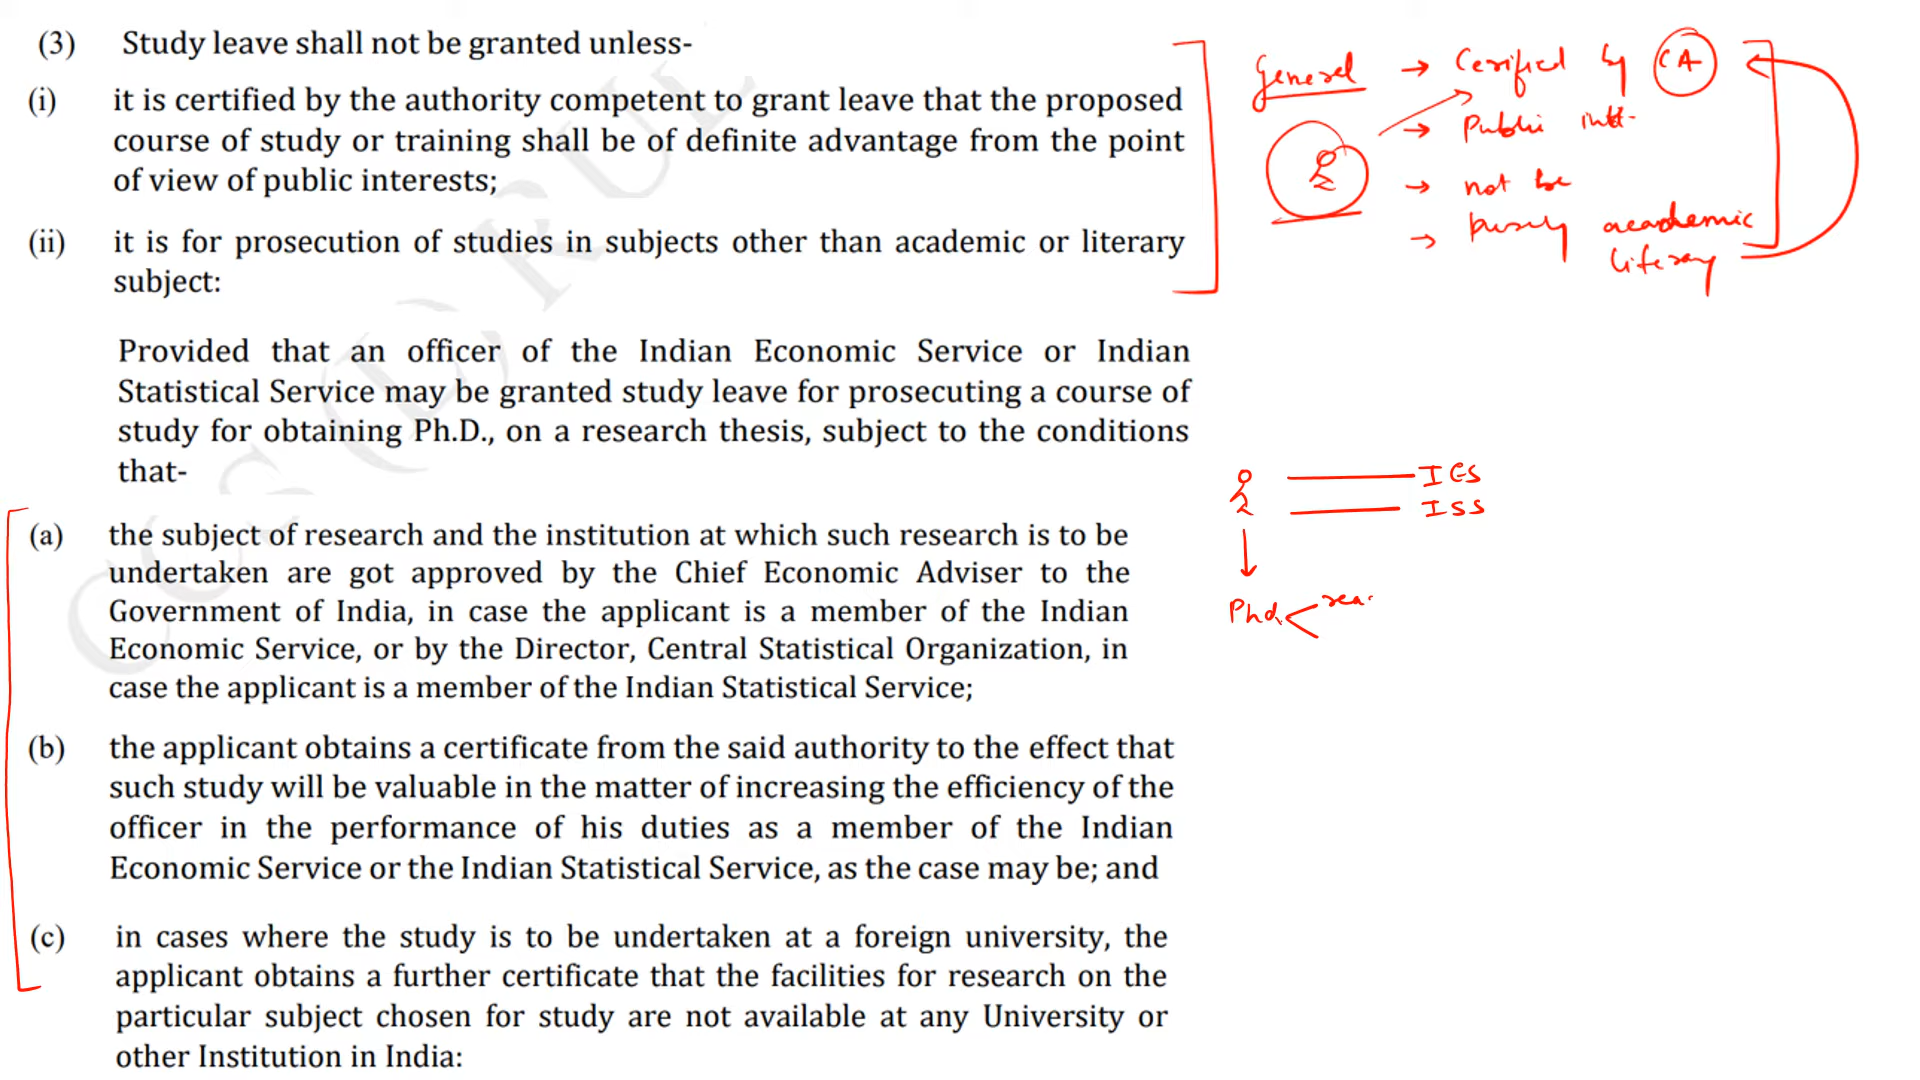 (3) Study leave shall not be granted unless-
(i) it is certified by the authority competent to grant leave that the proposed
course of study or training shall be of definite advantage from the point
of view of public interests;
(ii) it is for prosecution of studies in subjects other than academic or literary
subject:
Provided that an officer of the Indian Economic Service or Indian
Statistical Service may be granted study leave for prosecuting a course of
study for obtaining Ph.D., on a research thesis, subject to the conditions
that-
(a) the subject of research and the institution at which such research is to be
undertaken are got approved by the Chief Economic Adviser to the
Government of India, in case the applicant is a member of the Indian
Economic Service, or by the Director, Central Statistical Organization, in
case the applicant is a member of the Indian Statistical Service;
(b) the applicant obtains a certificate from the said authority to the effect that
such study will be valuable in the matter of increasing the efficiency of the
officer in the performance of his duties as a member of the Indian
Economic Service or the Indian Statistical Service, as the case may be; and
(c) in cases where the study is to be undertaken at a foreign university, the
applicant obtains a further certificate that the facilities for research on the
particular subject chosen for study are not available at any University or
other Institution in India:
General → Cerified by CA
→ Public
→ not be
→ academic
literary
IES
ISS
Phd.
CCS (L) RUL